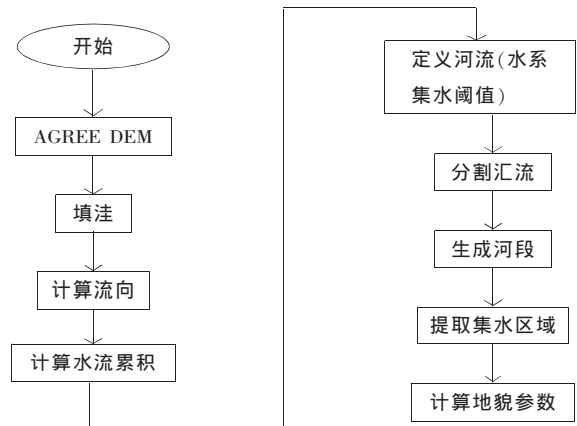 开始
AGREE DEM
填洼
计算流向
计算水流累积
定义河流(水系
集水阈值)
分割汇流
生成河段
提取集水区域
计算地貌参数